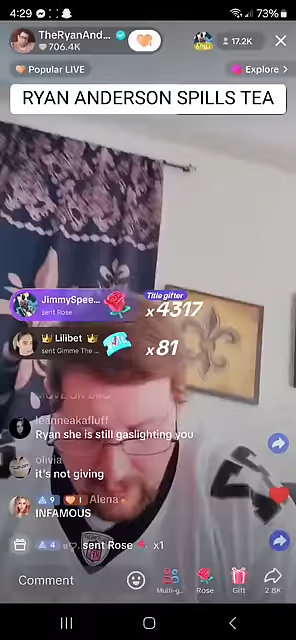 4:29
73%
TheRyanAnd...
706.4K
17.2K
Popular LIVE
Explore >
RYAN ANDERSON SPILLS TEA
Title gifter
JimmySpee...
sent Rose
x4317
Lilibet
sent Gimme The ...
x81
leanneakafluff
Ryan she is still gaslighting you
olivia
it's not giving
9
1
Alena
INFAMOUS
4
sent Rose
x1
NFL
Comment
Multi-g...
Rose
Gift
2.8K